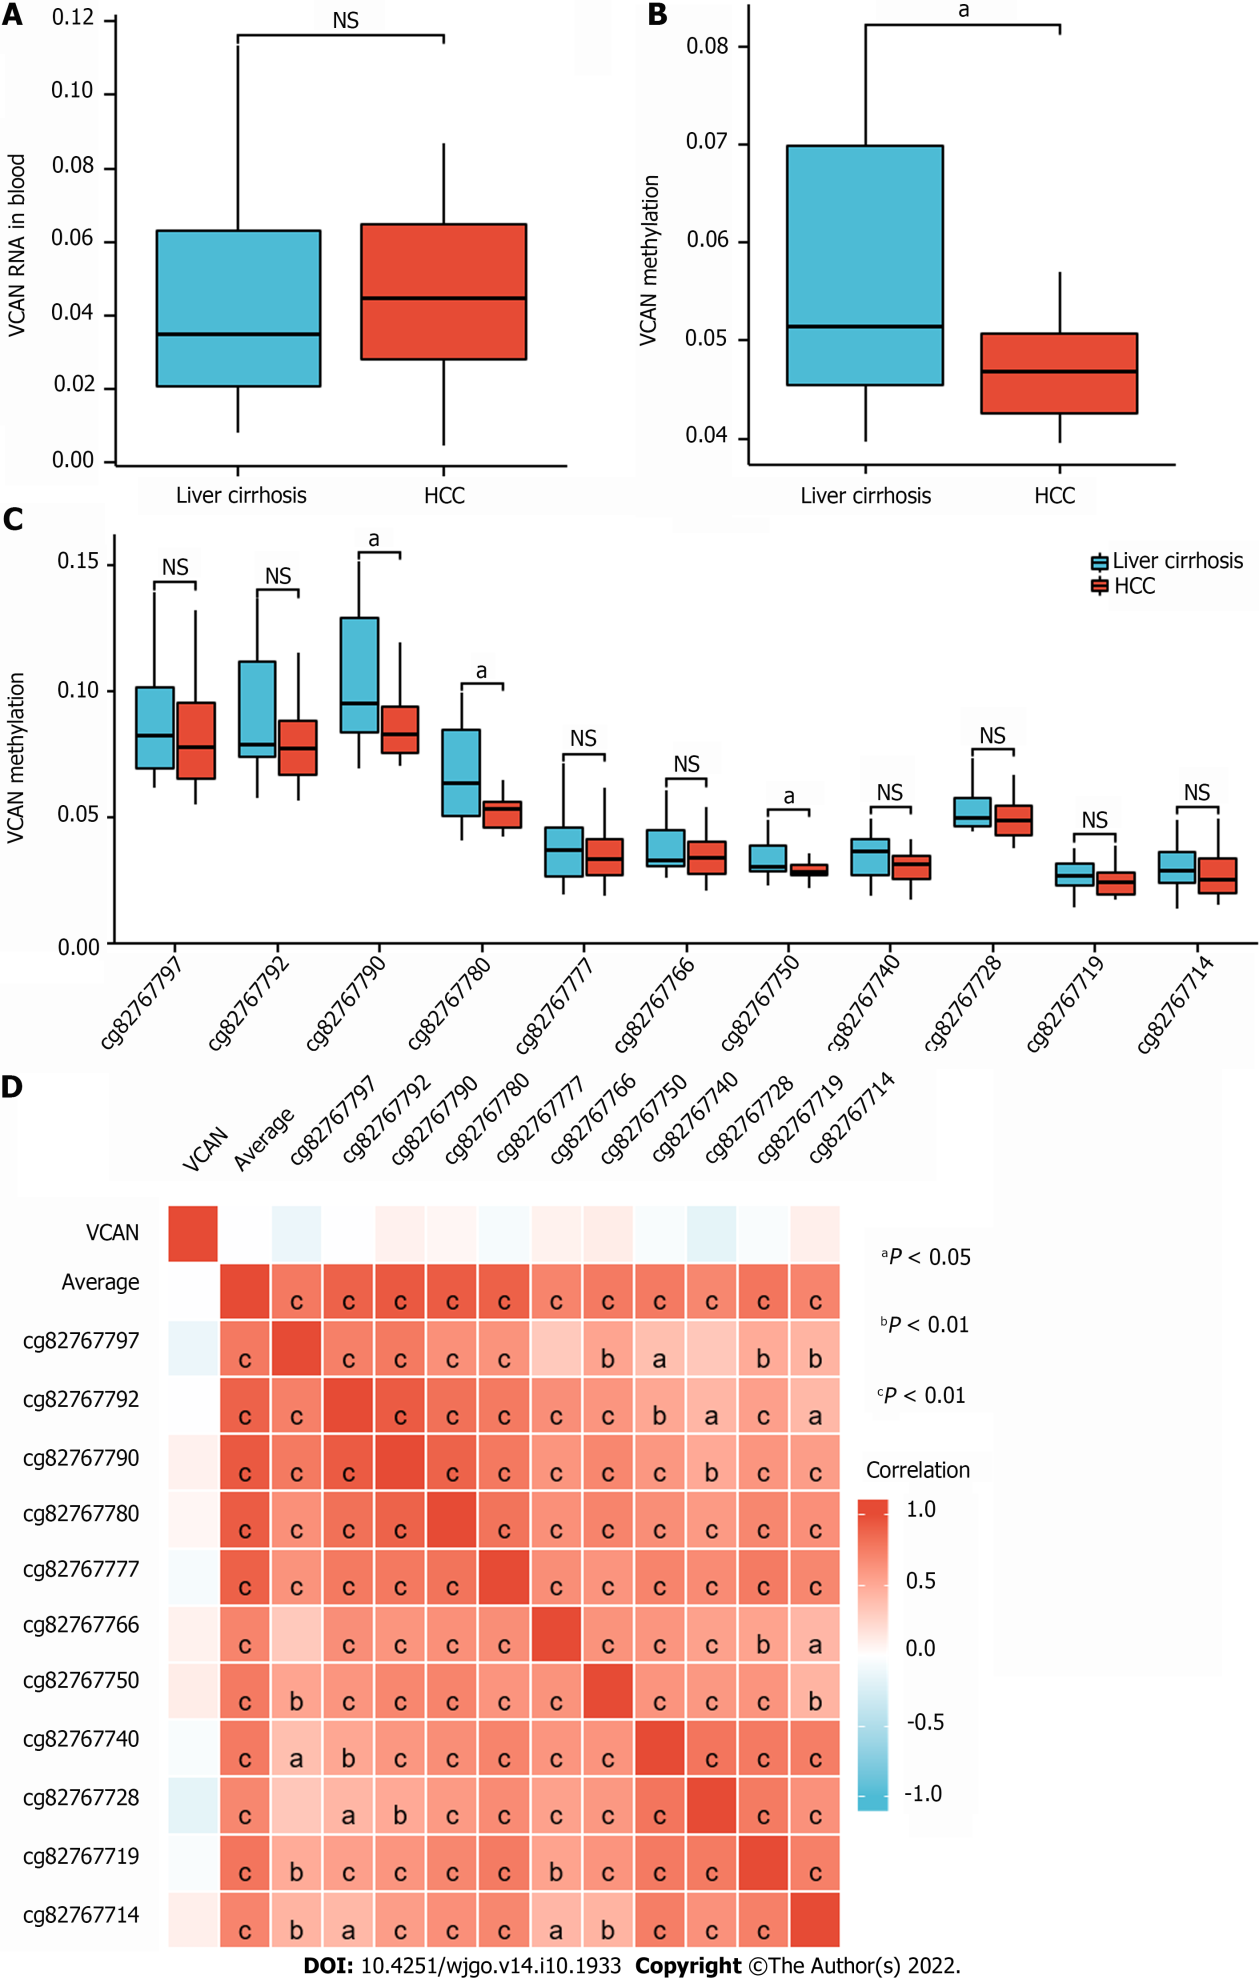 A
VCAN RNA in blood
0.12
0.10
0.08
0.06
0.04
0.02
0.00
NS
Liver cirrhosis HCC
B
VCAN methylation
0.08
0.07
0.06
0.05
0.04
a
Liver cirrhosis HCC
C
VCAN methylation
0.15
0.10
0.05
0.00
NS NS a a NS NS a NS NS NS NS
Liver cirrhosis
HCC
cg82767797 cg82767792 cg82767790 cg82767780 cg82767777 cg82767766 cg82767750 cg82767740 cg82767728 cg82767719 cg82767714
D
VCAN Average cg82767797 cg82767792 cg82767790 cg82767780 cg82767777 cg82767766 cg82767750 cg82767740 cg82767728 cg82767719 cg82767714
VCAN
Average c c c c c c c c c c c
cg82767797 c c c c c b a b b
cg82767792 c c c c c c c b a c a
cg82767790 c c c c c c c c b c c
cg82767780 c c c c c c c c c c c
cg82767777 c c c c c c c c c c c
cg82767766 c c c c c c c c b a
cg82767750 c b c c c c c c c c b
cg82767740 c a b c c c c c c c c
cg82767728 c a b c c c c c c c
cg82767719 c b c c c c b c c c c
cg82767714 c b a c c c a b c c c
aP < 0.05
bP < 0.01
cP < 0.01
Correlation
1.0
0.5
0.0
-0.5
-1.0
DOI: 10.4251/wjgo.v14.i10.1933 Copyright ©The Author(s) 2022.